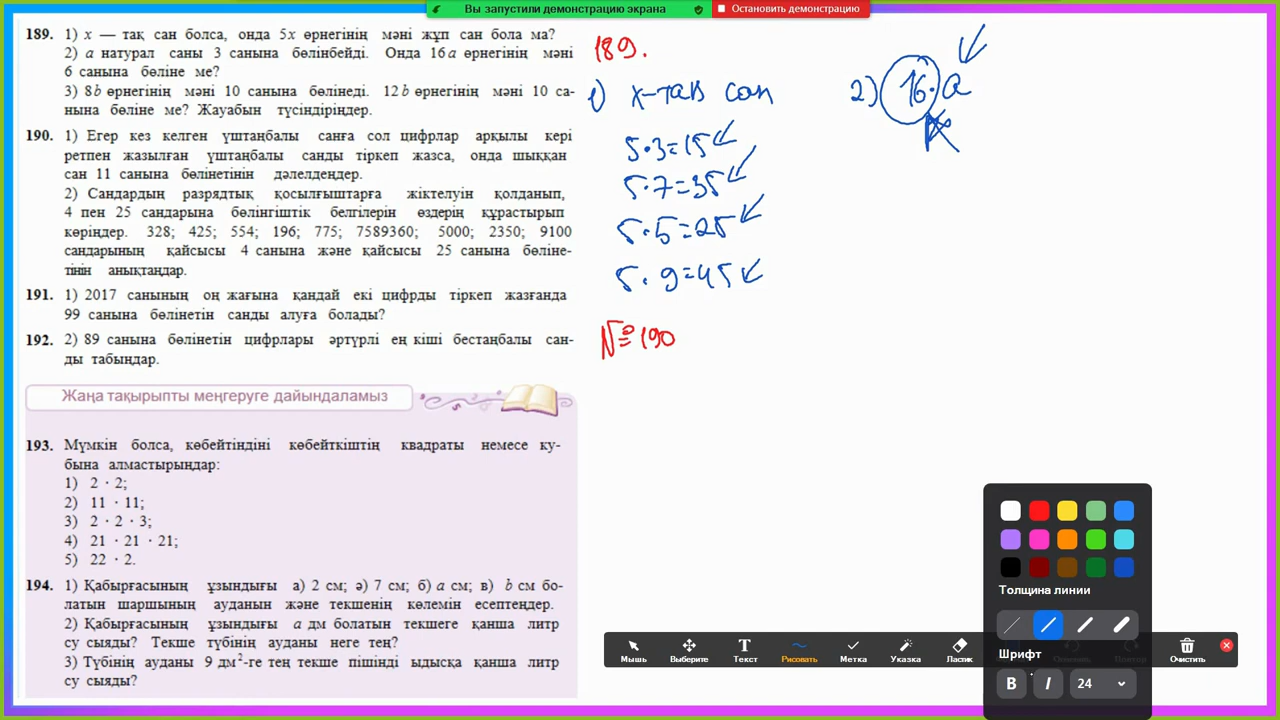 Вы запустили демонстрацию экрана
Остановить демонстрацию
189. 1) x — тақ сан болса, онда 5x өрнегінің мәні жұп сан бола ма?
2) a натурал саны 3 санына бөлінбейді. Онда 16a өрнегінің мәні
6 санына бөліне ме?
3) 8b өрнегінің мәні 10 санына бөлінеді. 12b өрнегінің мәні 10 са-
нына бөліне ме? Жауабын түсіндіріңдер.
190. 1) Егер кез келген үштаңбалы санға сол цифрлар арқылы кері
ретпен жазылған үштаңбалы санды тіркеп жазса, онда шыққан
сан 11 санына бөлінетінін дәлелдеңдер.
2) Сандардың разрядтық қосылғыштарға жіктелуін қолданып,
4 пен 25 сандарына бөлінгіштік белгілерін өздерің құрастырып
көріңдер. 328; 425; 554; 196; 775; 7589360; 5000; 2350; 9100
сандарының қайсысы 4 санына және қайсысы 25 санына бөліне-
тінін анықтаңдар.
191. 1) 2017 санының оң жағына қандай екі цифрды тіркеп жазғанда
99 санына бөлінетін санды алуға болады?
192. 2) 89 санына бөлінетін цифрлары әртүрлі ең кіші бестаңбалы сан-
ды табыңдар.
Жаңа тақырыпты меңгеруге дайындаламыз
193. Мүмкін болса, көбейтіндіні көбейткіштің квадраты немесе ку-
бына алмастырыңдар:
1) 2 · 2;
2) 11 · 11;
3) 2 · 2 · 3;
4) 21 · 21 · 21;
5) 22 · 2.
194. 1) Қабырғасының ұзындығы а) 2 см; ә) 7 см; б) a см; в) b см бо-
латын шаршының ауданын және текшенің көлемін есептеңдер.
2) Қабырғасының ұзындығы a дм болатын текшеге қанша литр
су сыяды? Текше түбінің ауданы неге тең?
3) Түбінің ауданы 9 дм²-ге тең текше пішінді ыдысқа қанша литр
су сыяды?
189.
1) x-тақ сан
5·3=15
5·7=35
5·5=25
5·9=45
2) 16·a
№190
Толщина линии
Шрифт
B I 24
Мышь
Выберите
Текст
Рисовать
Метка
Указка
Ластик
Очистить